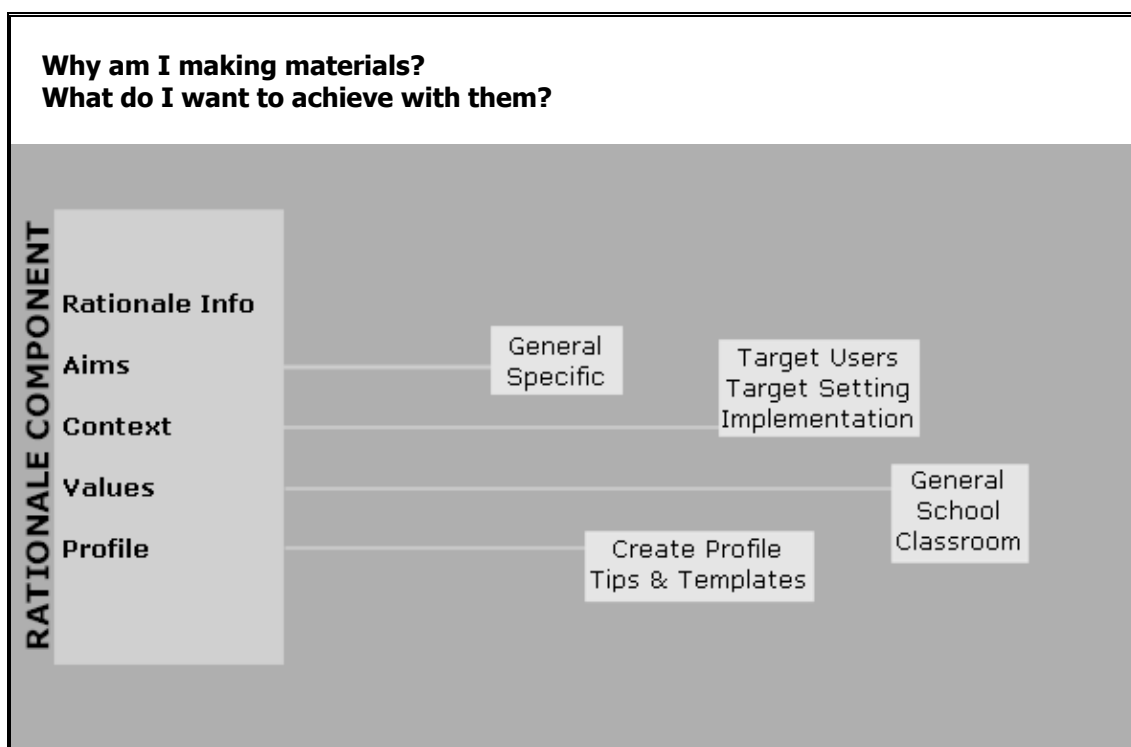 Why am I making materials?
What do I want to achieve with them?
RATIONALE COMPONENT
Rationale Info
Aims
General
Specific
Context
Target Users
Target Setting
Implementation
Values
General
School
Classroom
Profile
Create Profile
Tips & Templates